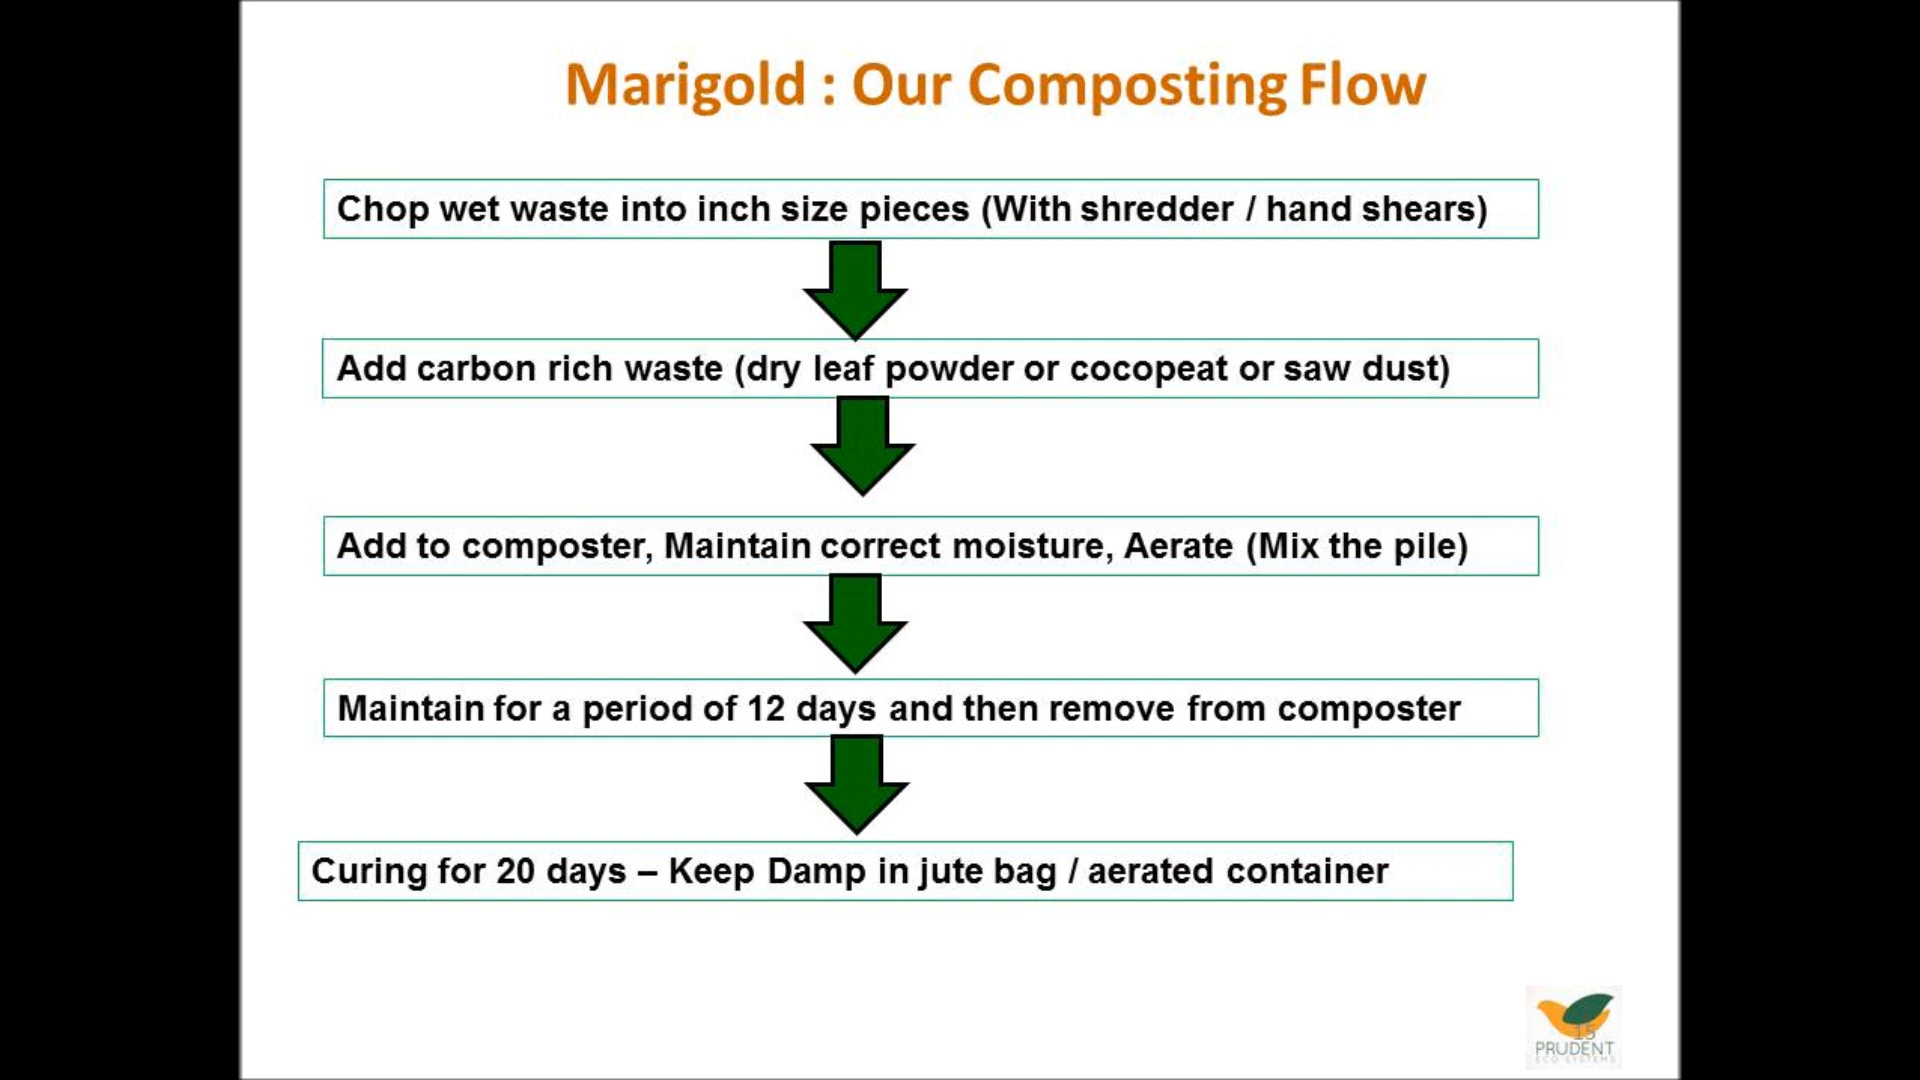 Marigold : Our Composting Flow
Chop wet waste into inch size pieces (With shredder / hand shears)
Add carbon rich waste (dry leaf powder or cocopeat or saw dust)
Add to composter, Maintain correct moisture, Aerate (Mix the pile)
Maintain for a period of 12 days and then remove from composter
Curing for 20 days – Keep Damp in jute bag / aerated container
15
PRUDENT
ECO SYSTEMS